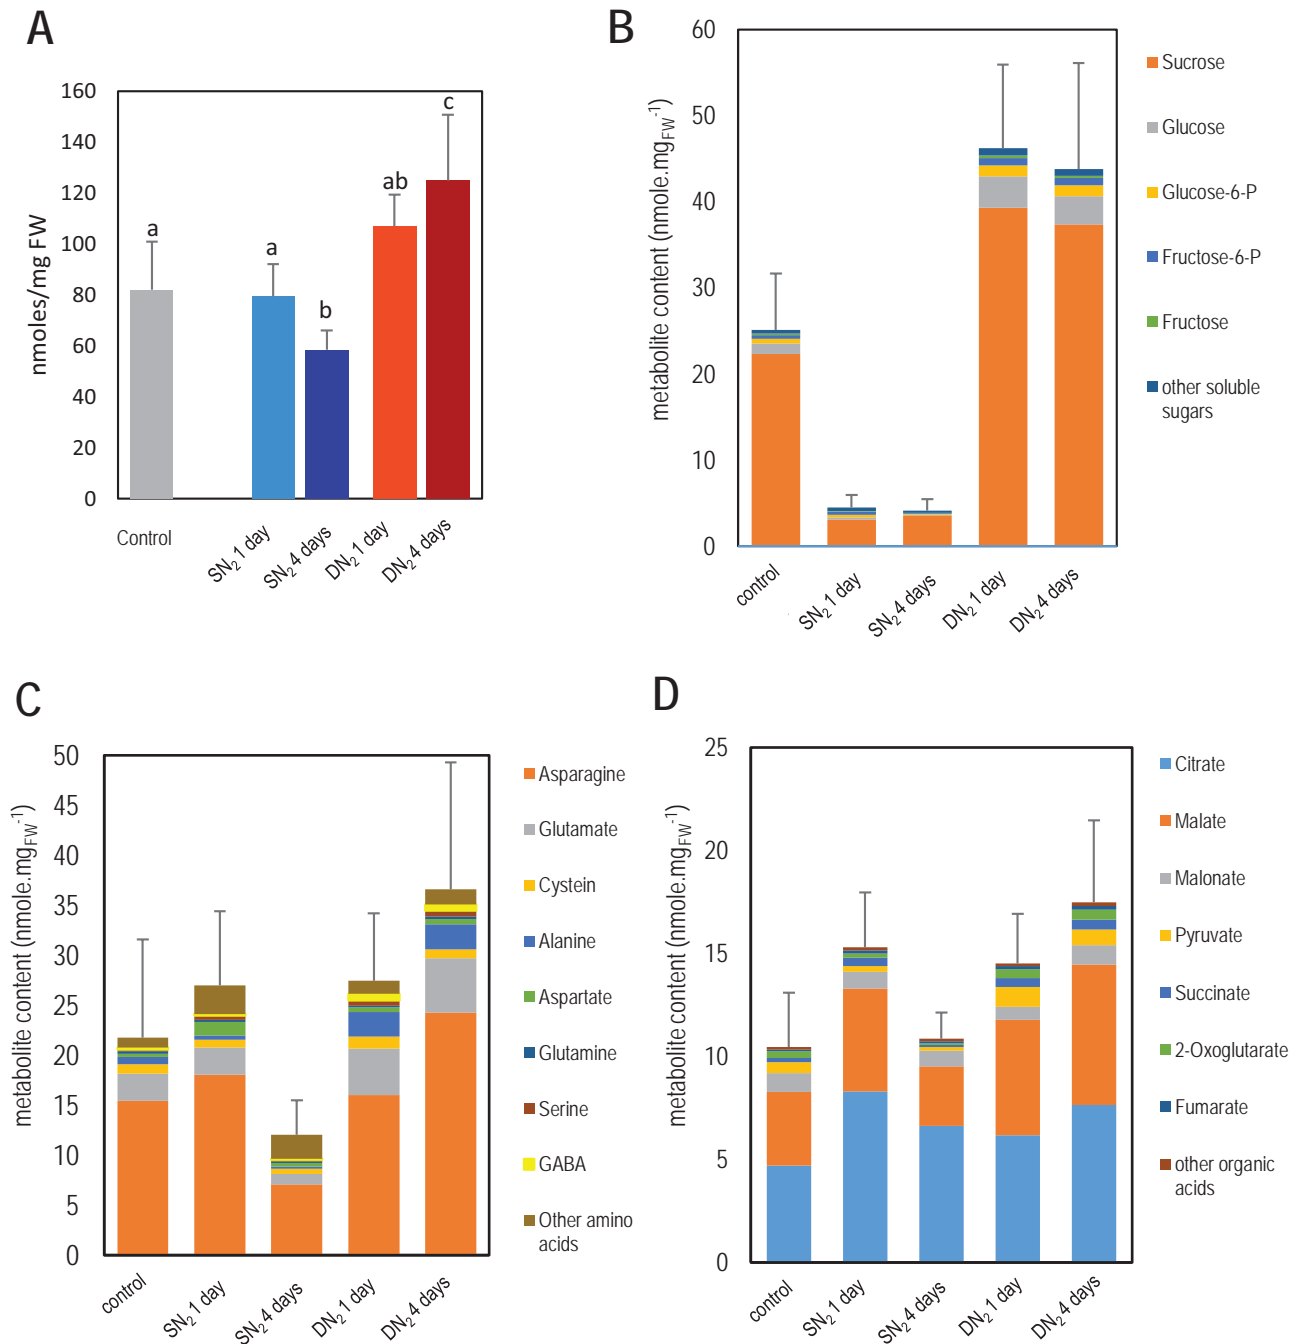 A
160
140
120
100
80
60
40
20
0
nmoles/mg FW
a
a
b
ab
c
Control
SN2 1 day
SN2 4 days
DN2 1 day
DN2 4 days
B
60
50
40
30
20
10
0
metabolite content (nmole.mgFW-1)
control
SN2 1 day
SN2 4 days
DN2 1 day
DN2 4 days
Sucrose
Glucose
Glucose-6-P
Fructose-6-P
Fructose
other soluble
sugars
C
50
45
40
35
30
25
20
15
10
5
0
metabolite content (nmole.mgFW-1)
control
SN2 1 day
SN2 4 days
DN2 1 day
DN2 4 days
Asparagine
Glutamate
Cystein
Alanine
Aspartate
Glutamine
Serine
GABA
Other amino
acids
D
25
20
15
10
5
0
metabolite content (nmole.mgFW-1)
control
SN2 1 day
SN2 4 days
DN2 1 day
DN2 4 days
Citrate
Malate
Malonate
Pyruvate
Succinate
2-Oxoglutarate
Fumarate
other organic
acids